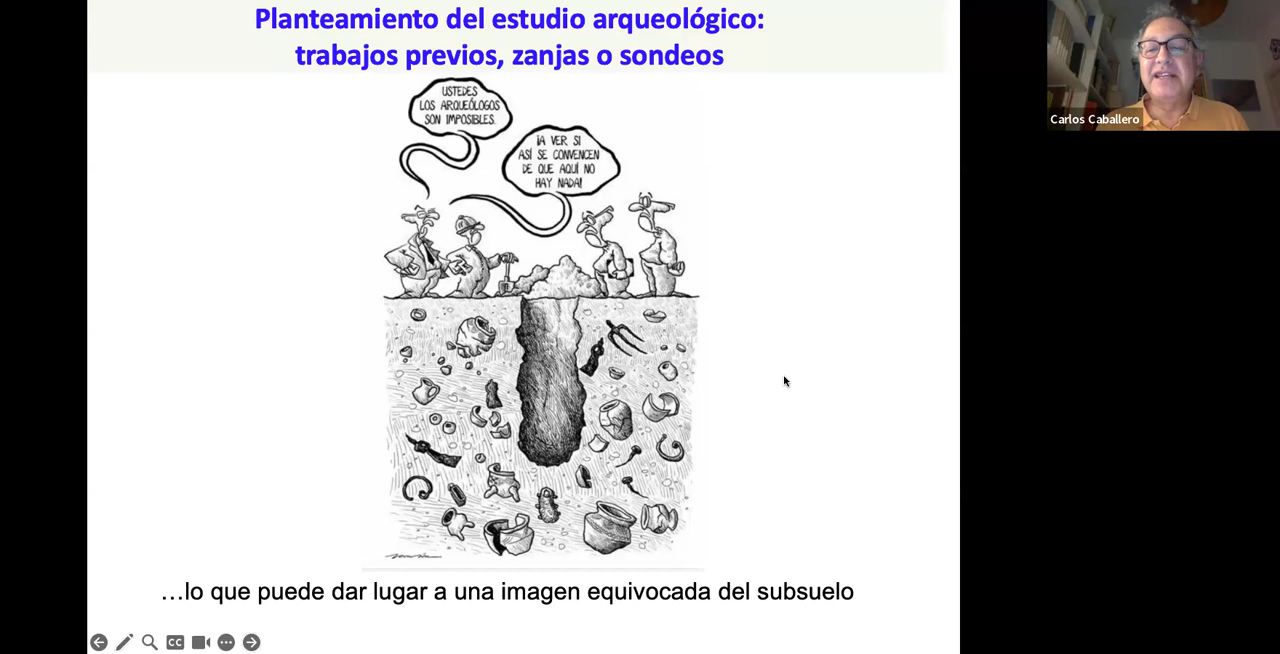 Planteamiento del estudio arqueológico:
trabajos previos, zanjas o sondeos
USTEDES
LOS ARQUEÓLOGOS
SON IMPOSIBLES.
¡A VER SI
ASÍ SE CONVENCEN
DE QUE AQUÍ NO
HAY NADA!
...lo que puede dar lugar a una imagen equivocada del subsuelo
CC
Carlos Caballero